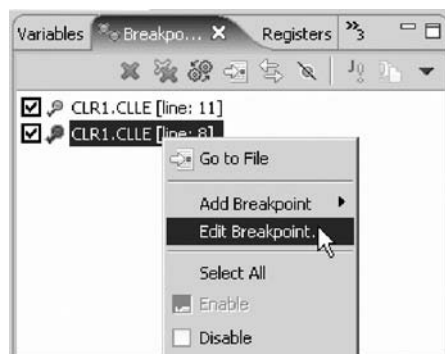 Variables Breakpo... Registers »3
CLR1.CLLE [line: 11]
CLR1.CLLE [line: 8]
Go to File
Add Breakpoint
Edit Breakpoint.
Select All
Enable
Disable